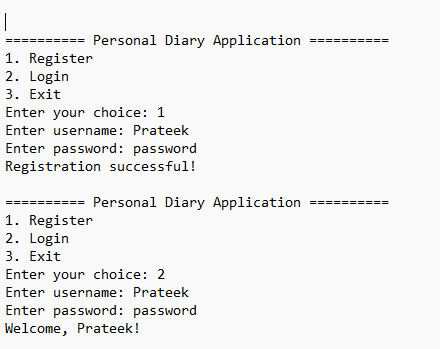 ========== Personal Diary Application ==========
1. Register
2. Login
3. Exit
Enter your choice: 1
Enter username: Prateek
Enter password: password
Registration successful!
========== Personal Diary Application ==========
1. Register
2. Login
3. Exit
Enter your choice: 2
Enter username: Prateek
Enter password: password
Welcome, Prateek!